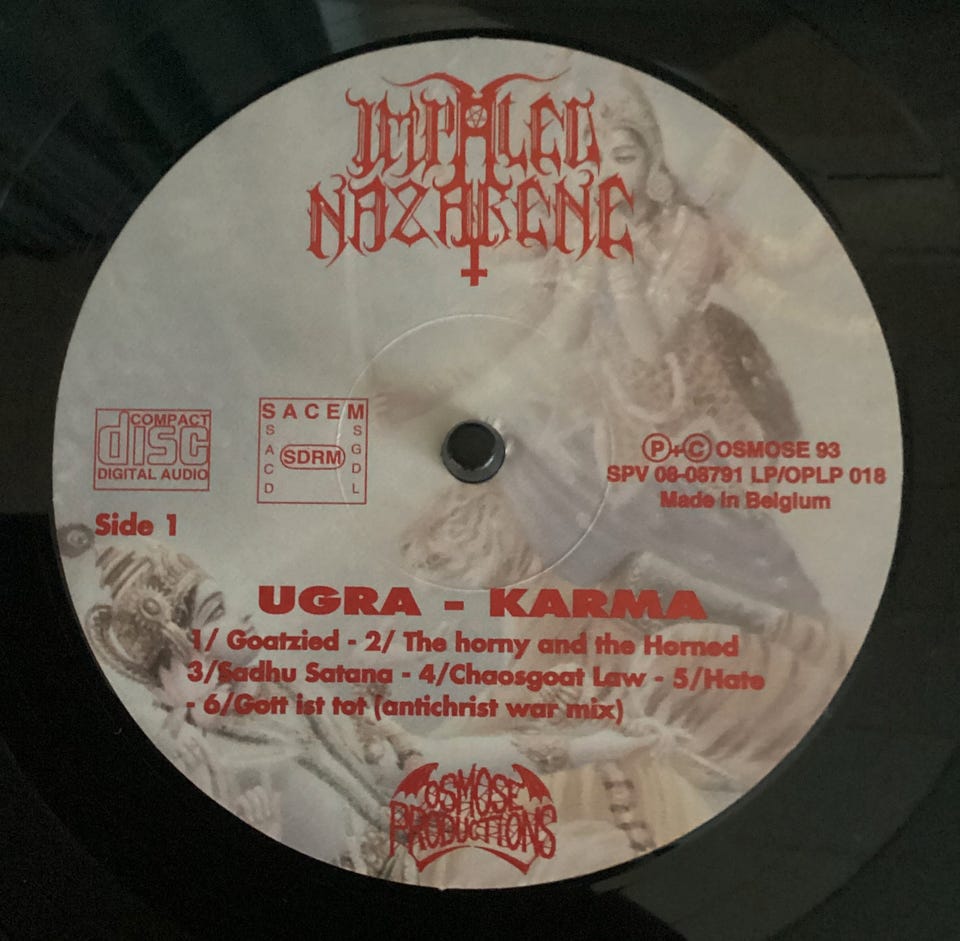 IMPALED
NAZARENE
COMPACT
disc
DIGITAL AUDIO
SACEM
SACD
SDRM
SGDL
P+C OSMOSE 93
SPV 08-08791 LP/OPLP 018
Made in Belgium
Side 1
UGRA - KARMA
1/ Goatzied - 2/ The horny and the Horned
3/Sadhu Satana - 4/Chaosgoat Law - 5/Hate
- 6/Gott ist tot (antichrist war mix)
OSMOSE
PRODUCTIONS